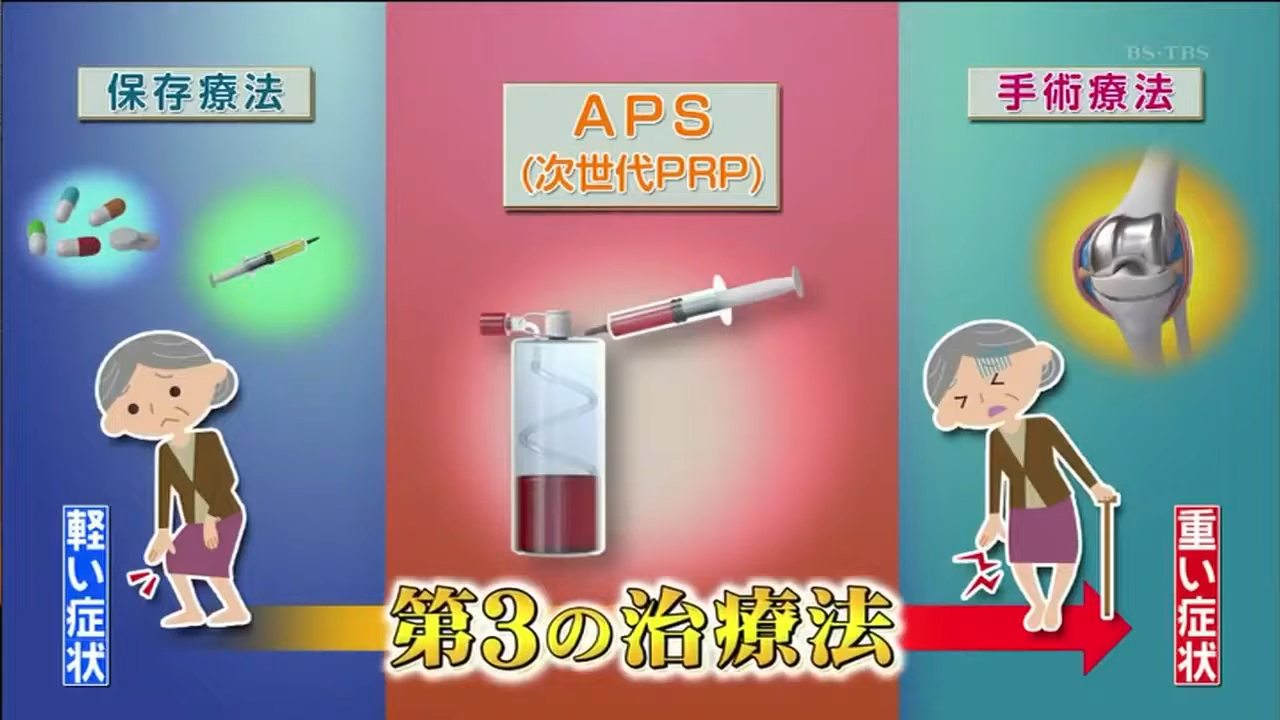 BS-TBS
保存療法
APS
(次世代PRP)
手術療法
軽い症状
第3の治療法
重い症状